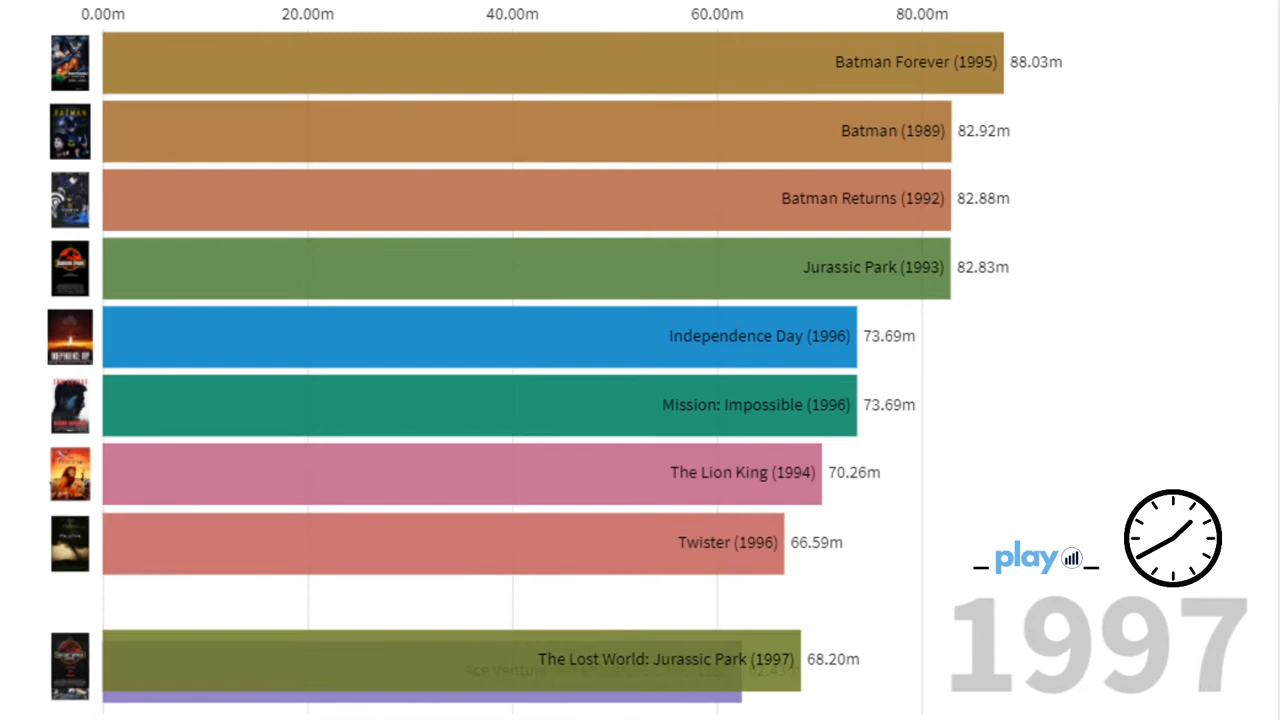 0.00m 20.00m 40.00m 60.00m 80.00m
Batman Forever (1995) 88.03m
BATMAN
Batman (1989) 82.92m
Batman Returns (1992) 82.88m
Jurassic Park (1993) 82.83m
Independence Day (1996) 73.69m
Mission: Impossible (1996) 73.69m
The Lion King (1994) 70.26m
Twister (1996) 66.59m
_ play _
1997
The Lost World: Jurassic Park (1997) 68.20m
Ace Ventur